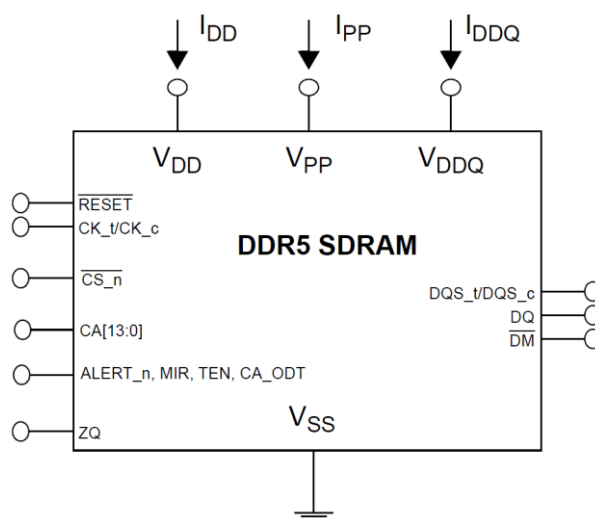 IDD IPP IDDQ
VDD VPP VDDQ
RESET
CK_t/CK_c
DDR5 SDRAM
CS_n
DQS_t/DQS_c
DQ
CA[13:0]
DM
ALERT_n, MIR, TEN, CA_ODT
VSS
ZQ